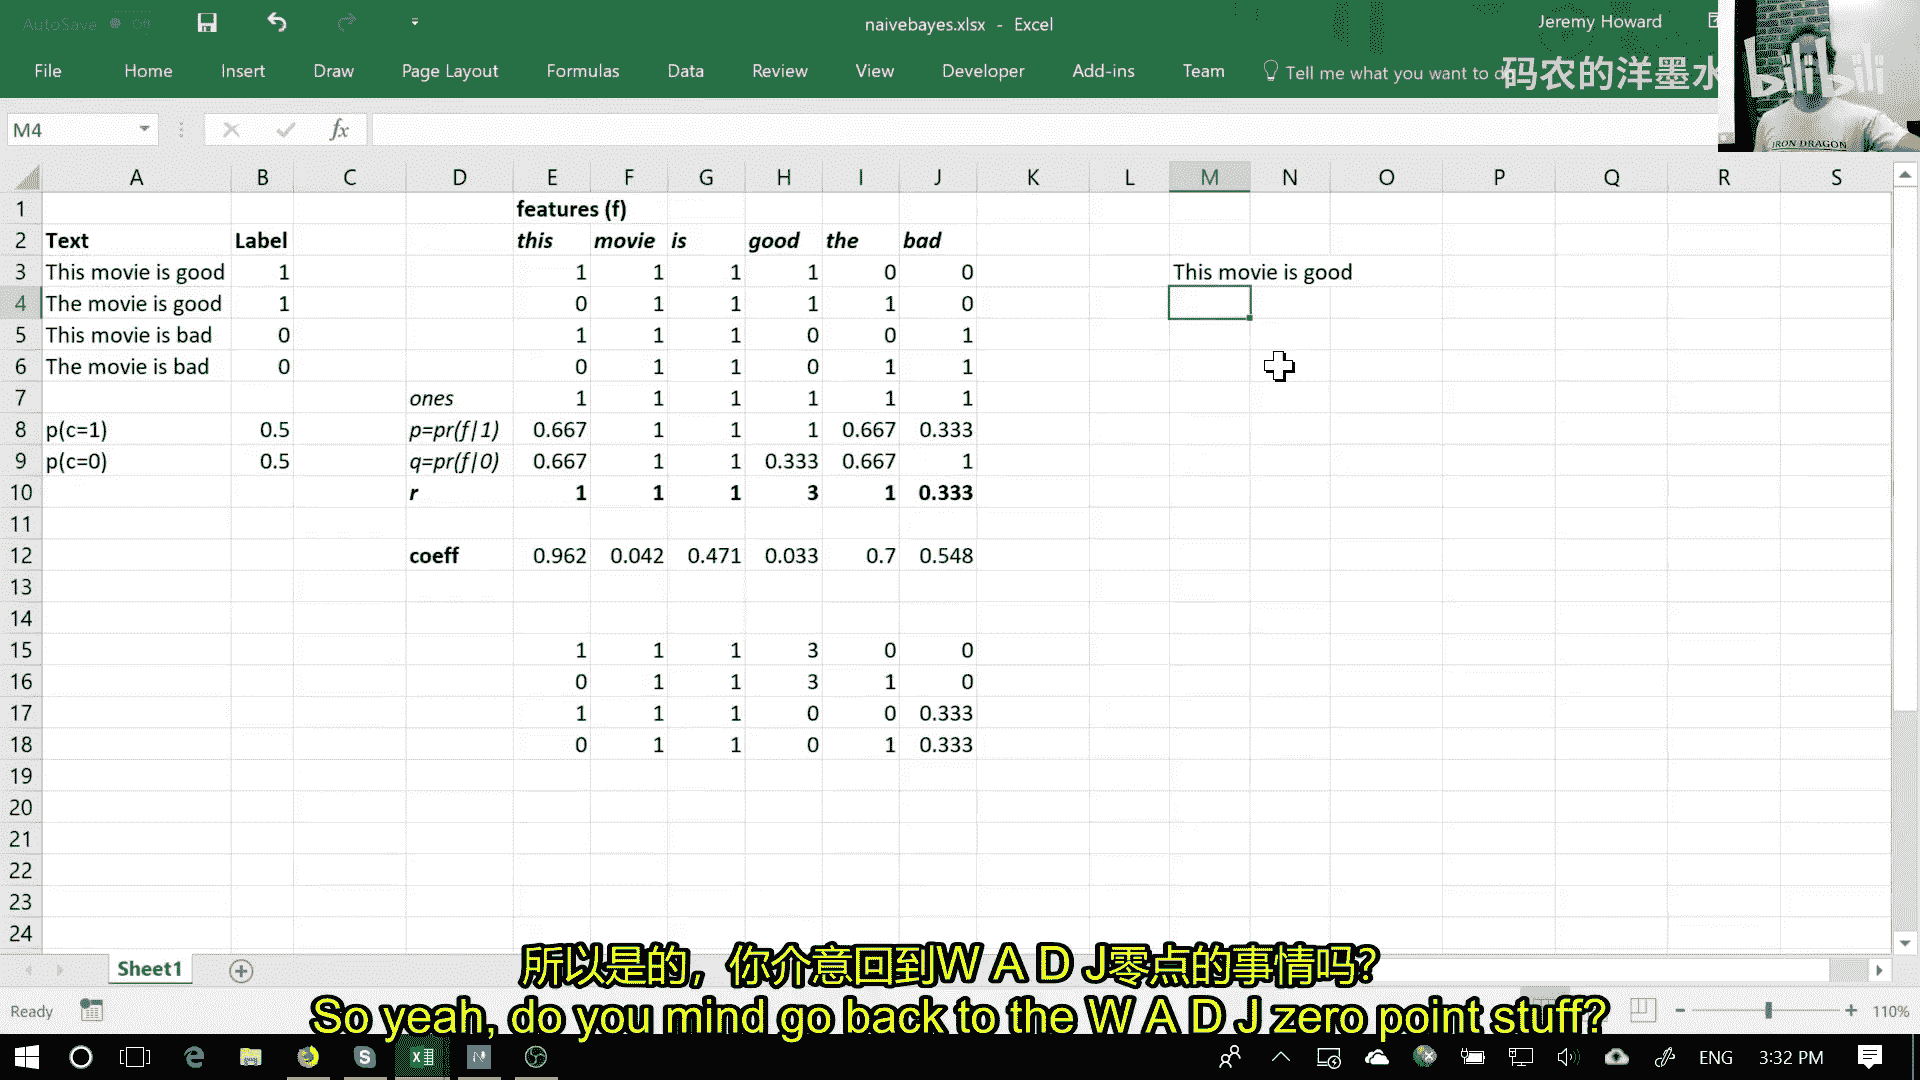 AutoSave Off
naivebayes.xlsx - Excel
Jeremy Howard
File Home Insert Draw Page Layout Formulas Data Review View Developer Add-ins Team Tell me what you want to do
码农的洋墨水
bilibili
IRON DRAGON
M4 fx
A B C D E F G H I J K L M N O P Q R S
1 features (f)
2 Text Label this movie is good the bad
3 This movie is good 1 1 1 1 1 0 0 This movie is good
4 The movie is good 1 0 1 1 1 1 0
5 This movie is bad 0 1 1 1 0 0 1
6 The movie is bad 0 0 1 1 0 1 1
7 ones 1 1 1 1 1 1
8 p(c=1) 0.5 p=pr(f|1) 0.667 1 1 1 0.667 0.333
9 p(c=0) 0.5 q=pr(f|0) 0.667 1 1 0.333 0.667 1
10 r 1 1 1 3 1 0.333
11
12 coeff 0.962 0.042 0.471 0.033 0.7 0.548
13
14
15 1 1 1 3 0 0
16 0 1 1 3 1 0
17 1 1 1 0 0 0.333
18 0 1 1 0 1 0.333
19
20
21
22
23
24
所以是的，你介意回到W A D J零点的事情吗?
Sheet1
So yeah, do you mind go back to the W A D J zero point stuff?
Ready
110%
ENG 3:32 PM